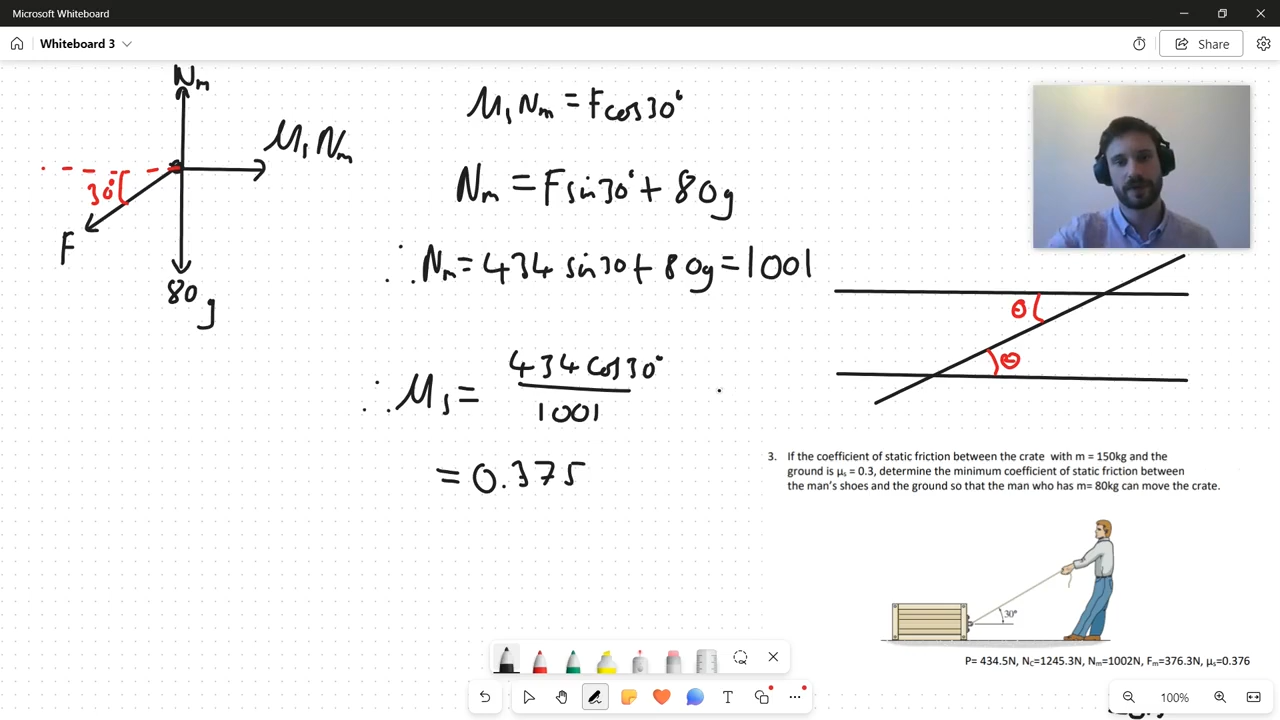 Microsoft Whiteboard
Whiteboard 3
Share
Nm
μ₁Nm
30°
F
80g
μ₁Nm = Fcos30°
Nm = Fsin30° + 80g
∴ Nm = 434 sin30 + 80g = 1001
∴ μs = 434cos30° / 1001
= 0.375
θ
θ
3. If the coefficient of static friction between the crate with m = 150kg and the
ground is μs = 0.3, determine the minimum coefficient of static friction between
the man's shoes and the ground so that the man who has m= 80kg can move the crate.
30°
P= 434.5N, Nc=1245.3N, Nm=1002N, Fm=376.3N, μs=0.376
100%